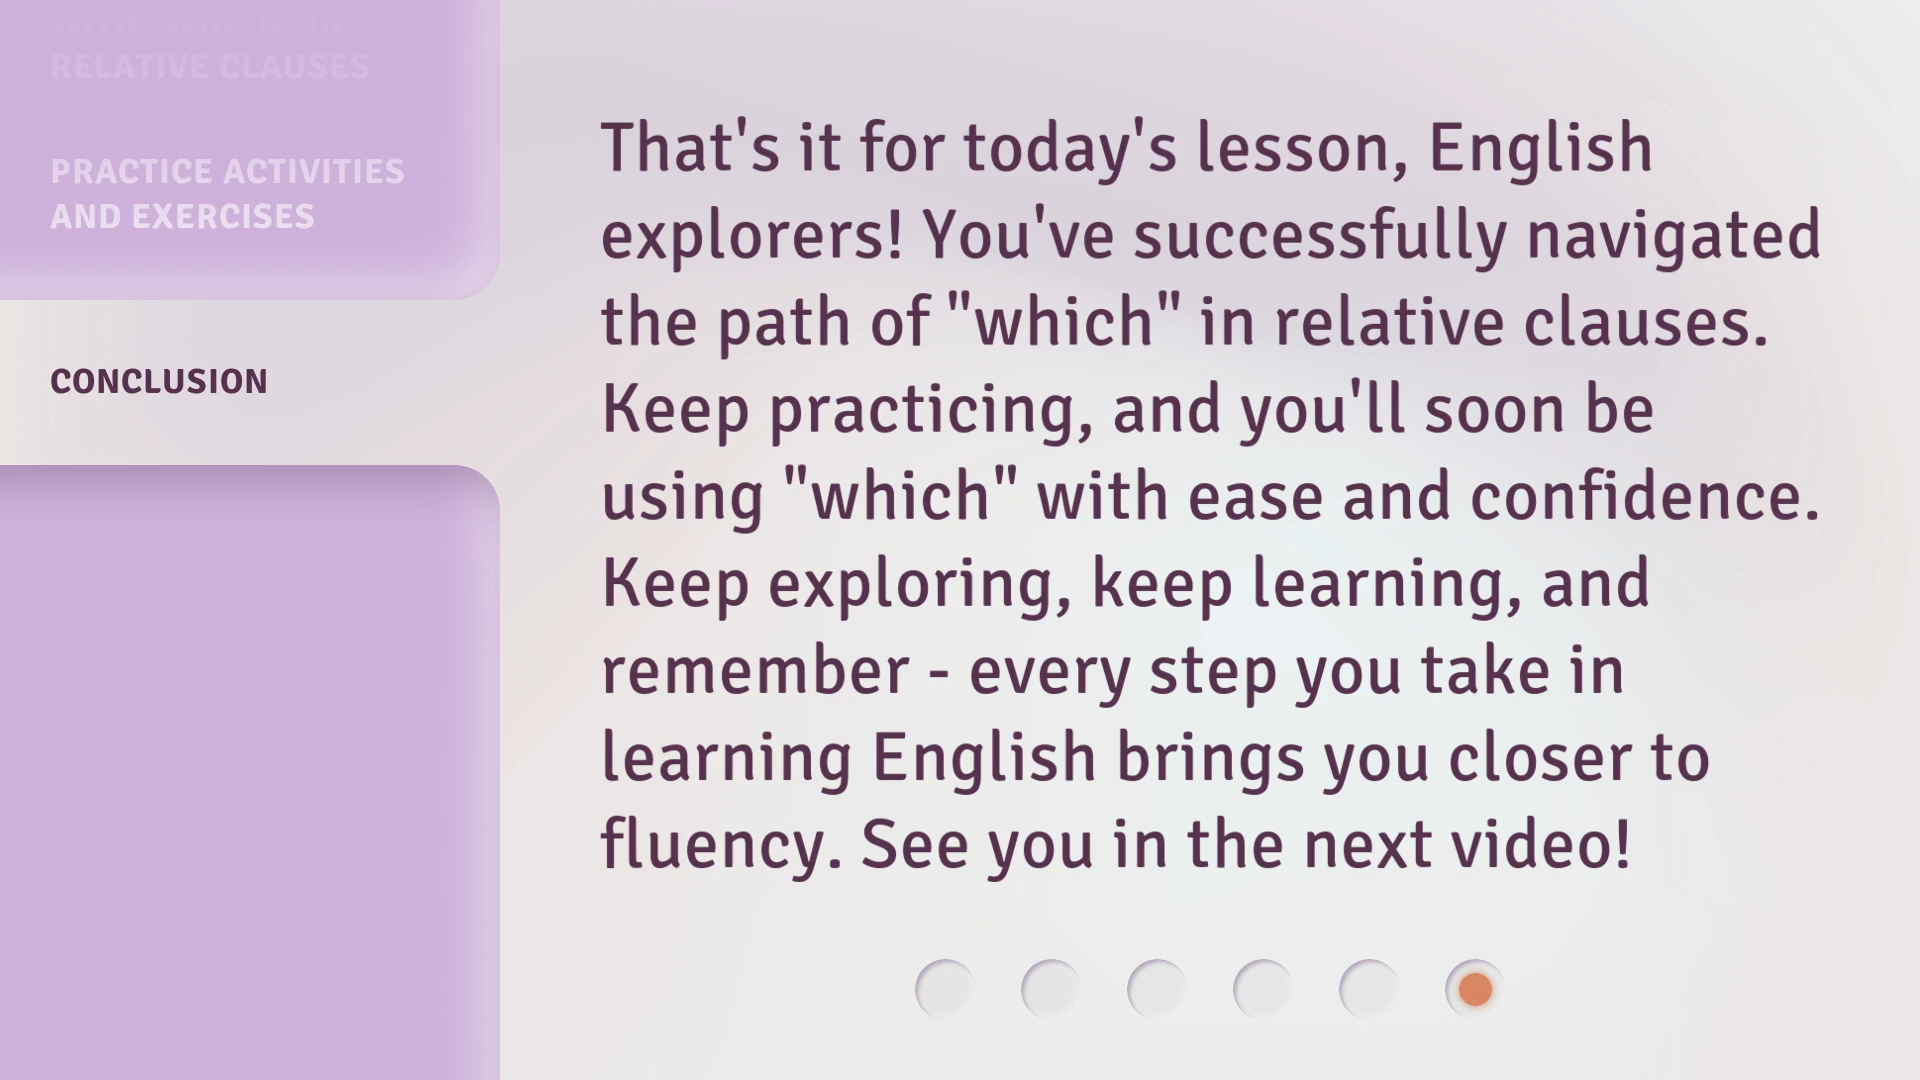 WITH "WHICH" IN
RELATIVE CLAUSES
PRACTICE ACTIVITIES
AND EXERCISES
CONCLUSION
That's it for today's lesson, English
explorers! You've successfully navigated
the path of "which" in relative clauses.
Keep practicing, and you'll soon be
using "which" with ease and confidence.
Keep exploring, keep learning, and
remember - every step you take in
learning English brings you closer to
fluency. See you in the next video!